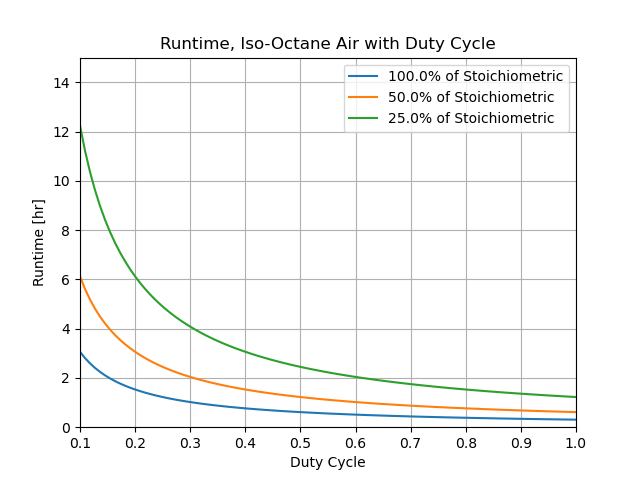 Runtime, Iso-Octane Air with Duty Cycle
100.0% of Stoichiometric
50.0% of Stoichiometric
25.0% of Stoichiometric
Runtime [hr]
14
12
10
8
6
4
2
0
0.1 0.2 0.3 0.4 0.5 0.6 0.7 0.8 0.9 1.0
Duty Cycle